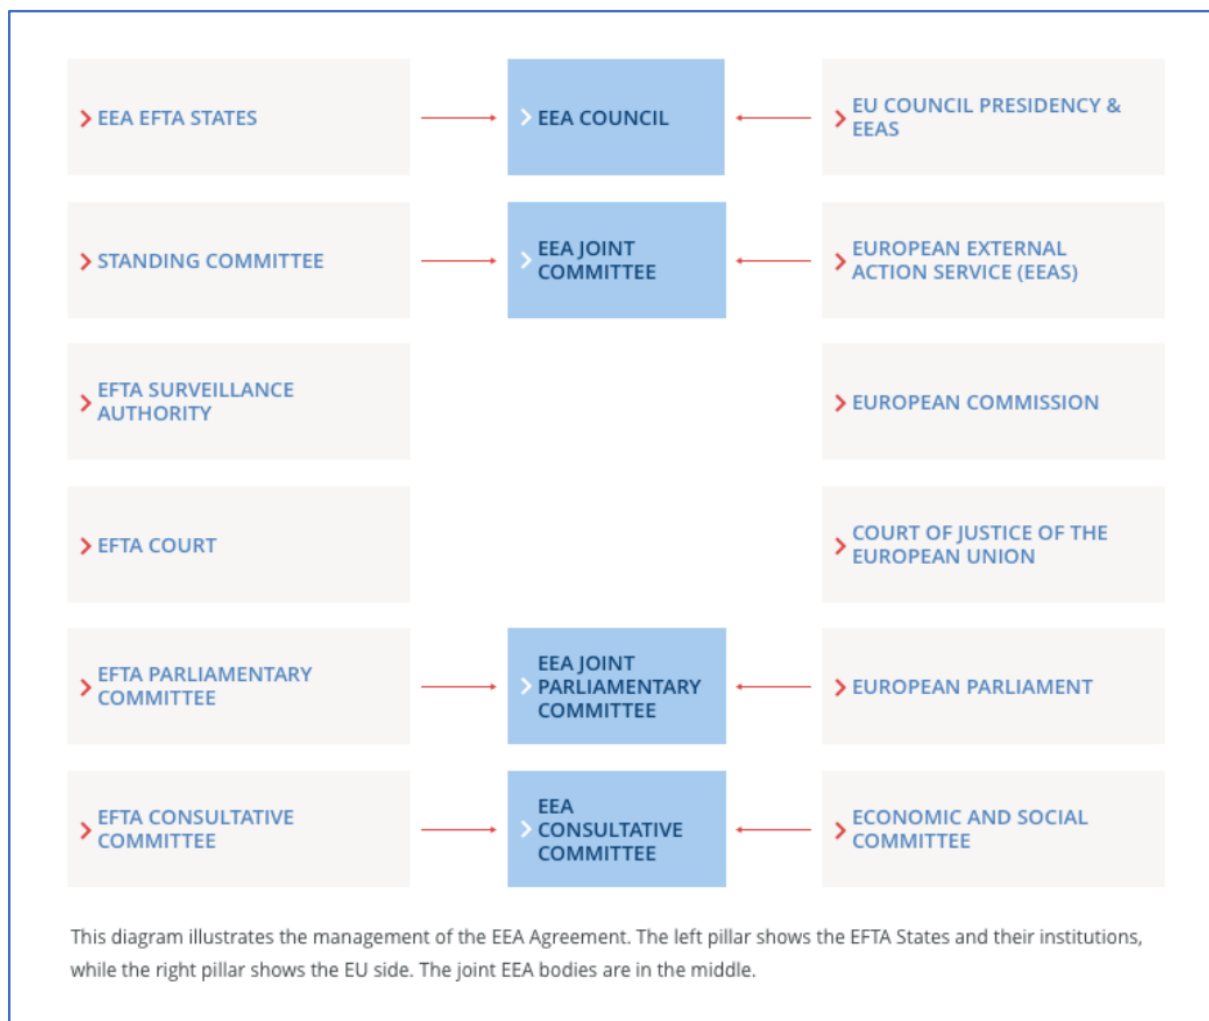 EEA EFTA STATES
EEA COUNCIL
EU COUNCIL PRESIDENCY &
EEAS
STANDING COMMITTEE
EEA JOINT
COMMITTEE
EUROPEAN EXTERNAL
ACTION SERVICE (EEAS)
EFTA SURVEILLANCE
AUTHORITY
EUROPEAN COMMISSION
EFTA COURT
COURT OF JUSTICE OF THE
EUROPEAN UNION
EFTA PARLIAMENTARY
COMMITTEE
EEA JOINT
PARLIAMENTARY
COMMITTEE
EUROPEAN PARLIAMENT
EFTA CONSULTATIVE
COMMITTEE
EEA
CONSULTATIVE
COMMITTEE
ECONOMIC AND SOCIAL
COMMITTEE
This diagram illustrates the management of the EEA Agreement. The left pillar shows the EFTA States and their institutions,
while the right pillar shows the EU side. The joint EEA bodies are in the middle.